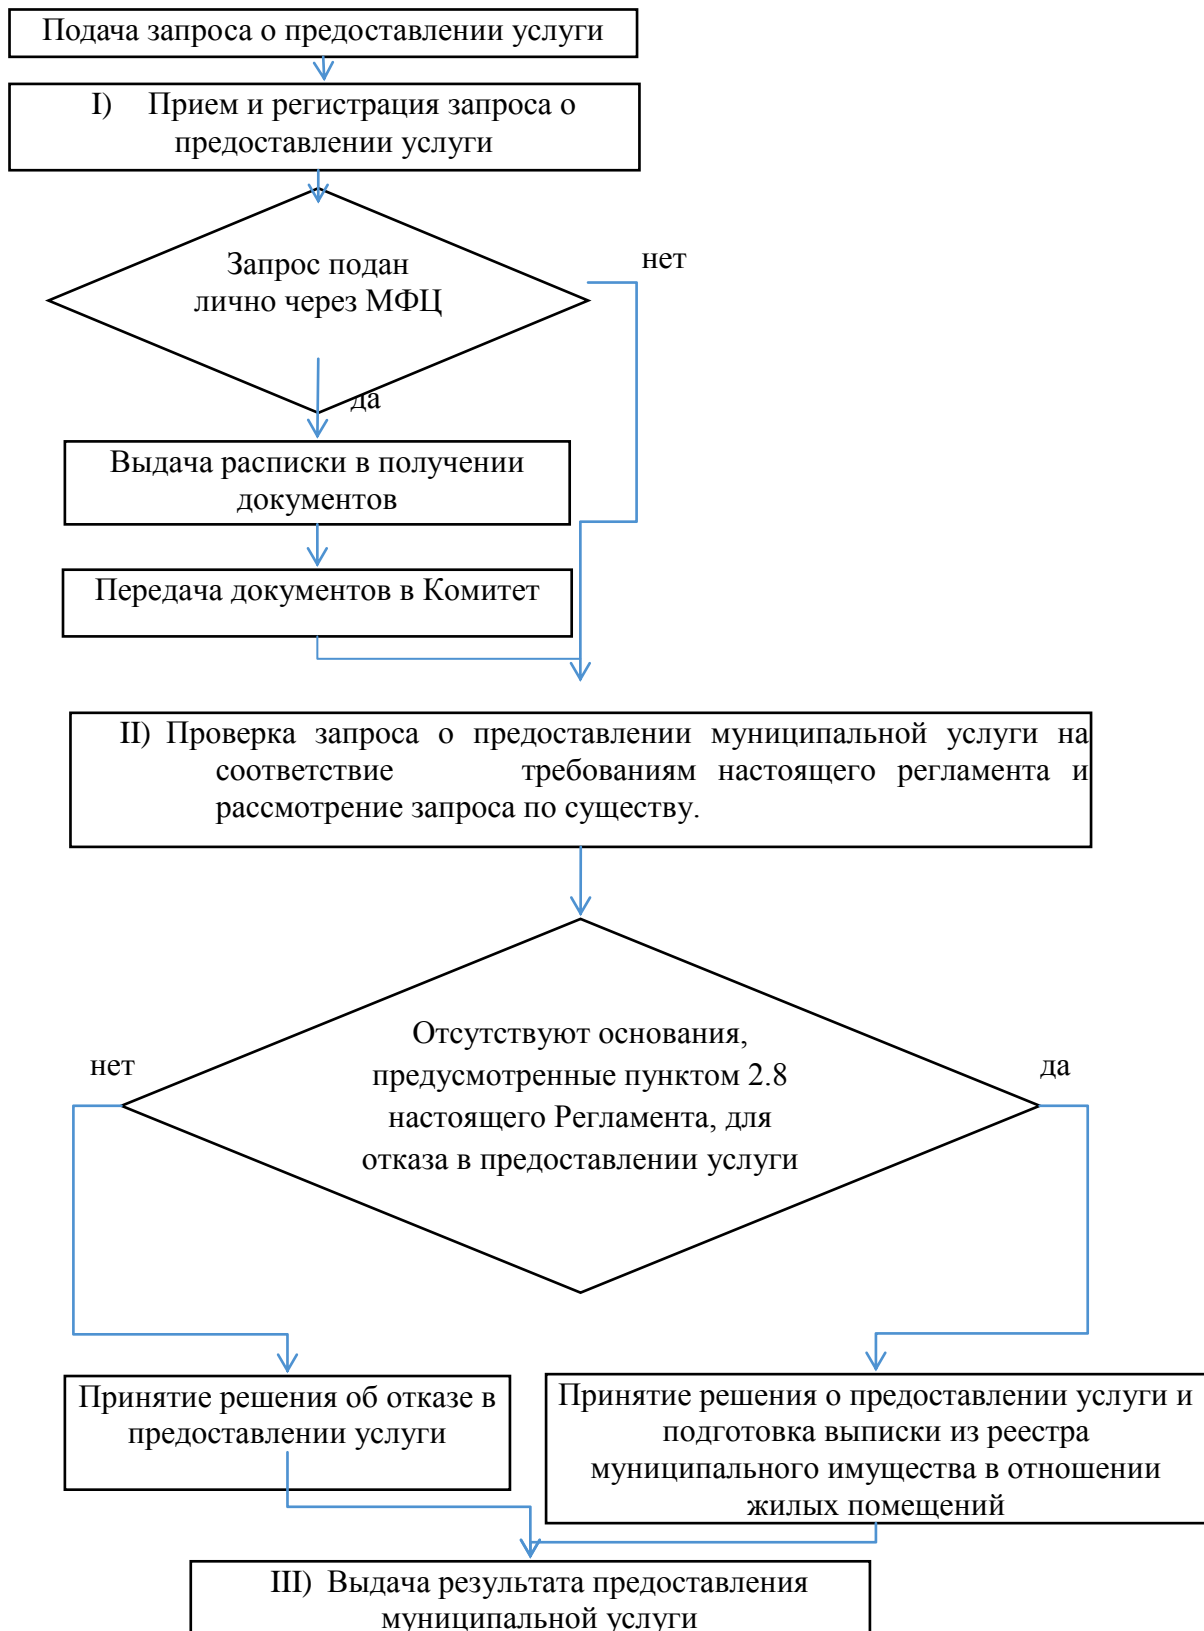 Подача запроса о предоставлении услуги
I) Прием и регистрация запроса о
предоставлении услуги
Запрос подан
лично через МФЦ
нет
да
Выдача расписки в получении
документов
Передача документов в Комитет
II) Проверка запроса о предоставлении муниципальной услуги на
соответствие требованиям настоящего регламента и
рассмотрение запроса по существу.
Отсутствуют основания,
предусмотренные пунктом 2.8
настоящего Регламента, для
отказа в предоставлении услуги
нет
да
Принятие решения об отказе в
предоставлении услуги
Принятие решения о предоставлении услуги и
подготовка выписки из реестра
муниципального имущества в отношении
жилых помещений
III) Выдача результата предоставления
муниципальной услуги